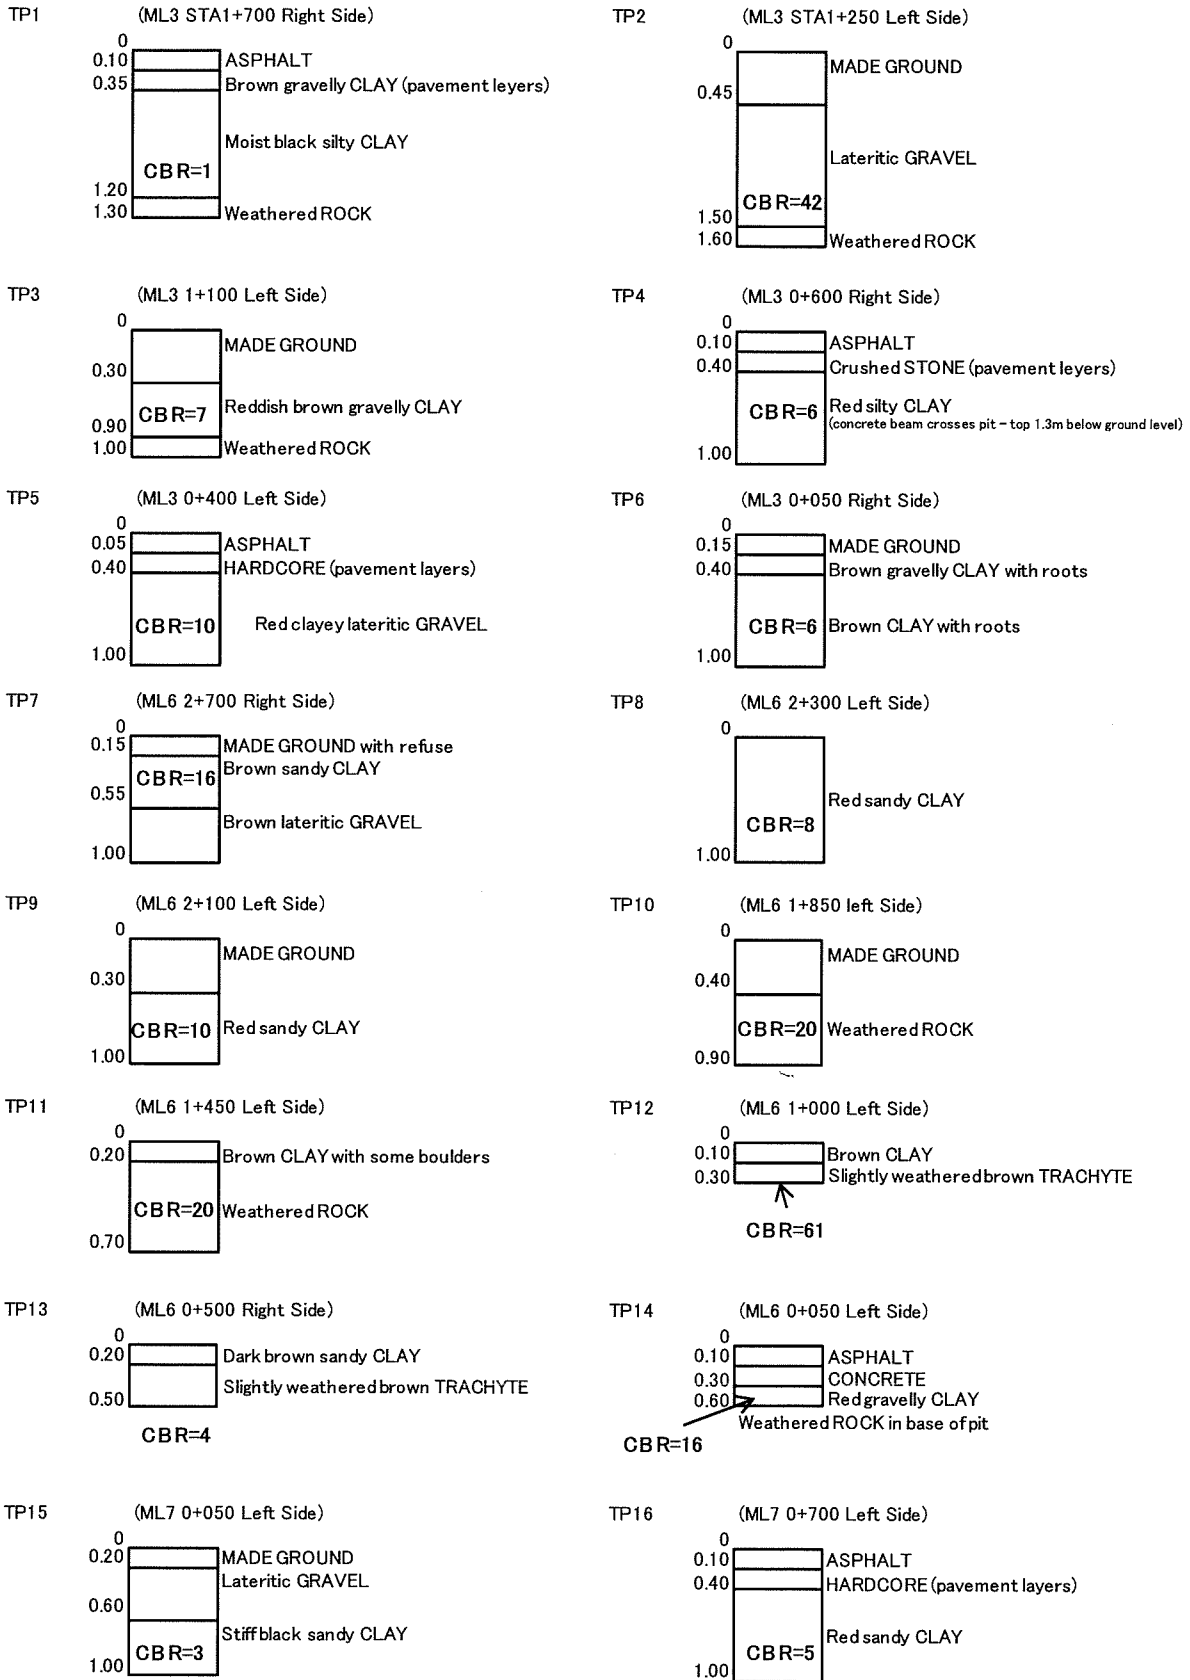 TP1 (ML3 STA1+700 Right Side)
0
0.10 ASPHALT
0.35 Brown gravelly CLAY (pavement leyers)
Moist black silty CLAY
CBR=1
1.20
1.30 Weathered ROCK
TP2 (ML3 STA1+250 Left Side)
0
MADE GROUND
0.45
Lateritic GRAVEL
CBR=42
1.50
1.60 Weathered ROCK
TP3 (ML3 1+100 Left Side)
0
MADE GROUND
0.30
CBR=7 Reddish brown gravelly CLAY
0.90
1.00 Weathered ROCK
TP4 (ML3 0+600 Right Side)
0
0.10 ASPHALT
0.40 Crushed STONE (pavement leyers)
CBR=6 Red silty CLAY
(concrete beam crosses pit - top 1.3m below ground level)
1.00
TP5 (ML3 0+400 Left Side)
0
0.05 ASPHALT
0.40 HARDCORE (pavement layers)
CBR=10 Red clayey lateritic GRAVEL
1.00
TP6 (ML3 0+050 Right Side)
0
0.15 MADE GROUND
0.40 Brown gravelly CLAY with roots
CBR=6 Brown CLAY with roots
1.00
TP7 (ML6 2+700 Right Side)
0
0.15 MADE GROUND with refuse
CBR=16 Brown sandy CLAY
0.55
Brown lateritic GRAVEL
1.00
TP8 (ML6 2+300 Left Side)
0
Red sandy CLAY
CBR=8
1.00
TP9 (ML6 2+100 Left Side)
0
MADE GROUND
0.30
CBR=10 Red sandy CLAY
1.00
TP10 (ML6 1+850 left Side)
0
MADE GROUND
0.40
CBR=20 Weathered ROCK
0.90
TP11 (ML6 1+450 Left Side)
0
0.20 Brown CLAY with some boulders
CBR=20 Weathered ROCK
0.70
TP12 (ML6 1+000 Left Side)
0
0.10 Brown CLAY
0.30 Slightly weathered brown TRACHYTE
CBR=61
TP13 (ML6 0+500 Right Side)
0
0.20 Dark brown sandy CLAY
Slightly weathered brown TRACHYTE
0.50
CBR=4
TP14 (ML6 0+050 Left Side)
0
0.10 ASPHALT
0.30 CONCRETE
0.60 Red gravelly CLAY
Weathered ROCK in base of pit
CBR=16
TP15 (ML7 0+050 Left Side)
0
0.20 MADE GROUND
Lateritic GRAVEL
0.60
Stiff black sandy CLAY
CBR=3
1.00
TP16 (ML7 0+700 Left Side)
0
0.10 ASPHALT
0.40 HARDCORE (pavement layers)
Red sandy CLAY
CBR=5
1.00